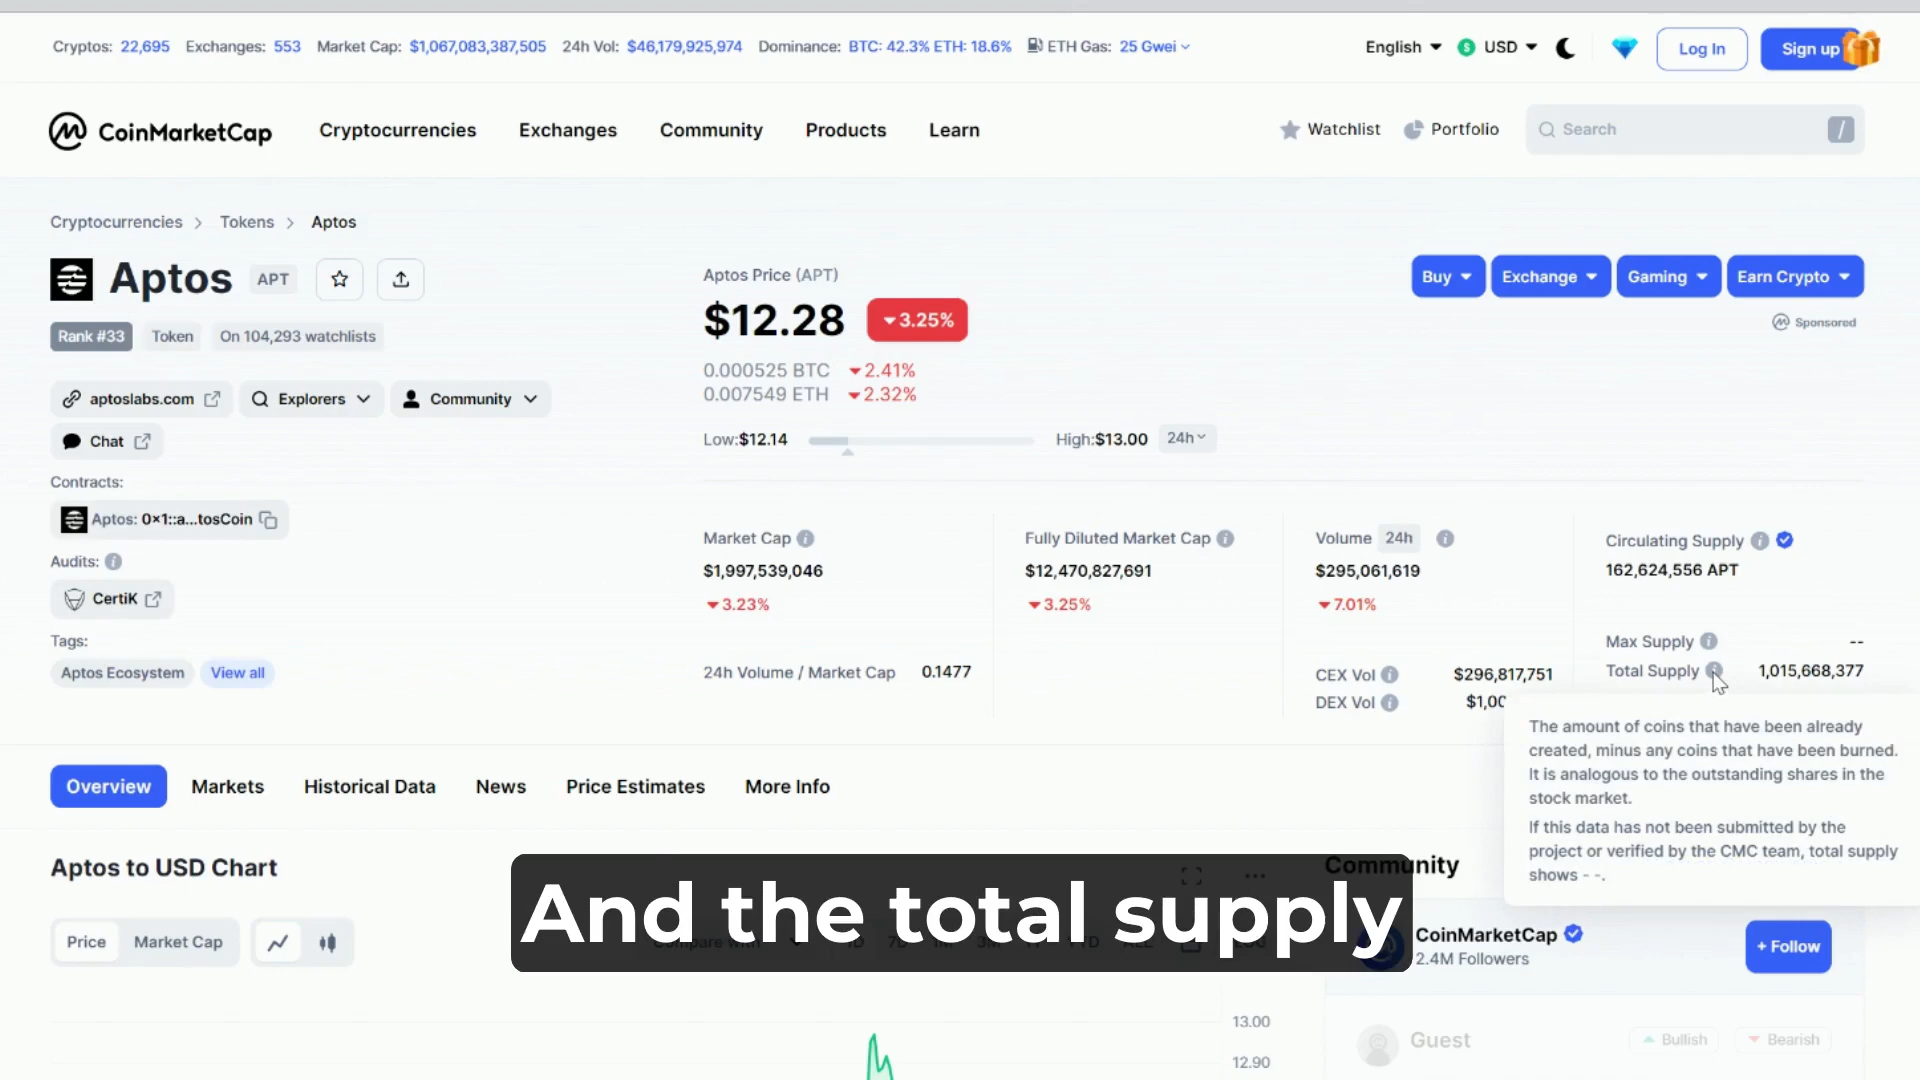 Cryptos: 22,695 Exchanges: 553 Market Cap: $1,067,083,387,505 24h Vol: $46,179,925,974 Dominance: BTC: 42.3% ETH: 18.6% ETH Gas: 25 Gwei English USD Log In Sign up
CoinMarketCap Cryptocurrencies Exchanges Community Products Learn Watchlist Portfolio Search /
Cryptocurrencies > Tokens > Aptos
Aptos APT
Rank #33 Token On 104,293 watchlists
aptoslabs.com Explorers Community
Chat
Contracts:
Aptos: 0x1::a...tosCoin
Audits:
CertiK
Tags:
Aptos Ecosystem View all
Aptos Price (APT)
$12.28 3.25%
0.000525 BTC 2.41%
0.007549 ETH 2.32%
Low:$12.14 High:$13.00 24h
Buy Exchange Gaming Earn Crypto
Sponsored
Market Cap
$1,997,539,046
3.23%
24h Volume / Market Cap 0.1477
Fully Diluted Market Cap
$12,470,827,691
3.25%
Volume 24h
$295,061,619
7.01%
CEX Vol $296,817,751
DEX Vol $1,00
Circulating Supply
162,624,556 APT
Max Supply --
Total Supply 1,015,668,377
The amount of coins that have been already
created, minus any coins that have been burned.
It is analogous to the outstanding shares in the
stock market.
If this data has not been submitted by the
project or verified by the CMC team, total supply
shows - -.
Overview Markets Historical Data News Price Estimates More Info
Aptos to USD Chart
Price Market Cap
And the total supply
13.00
12.90
Community
CoinMarketCap
2.4M Followers
+ Follow
Guest Bullish Bearish